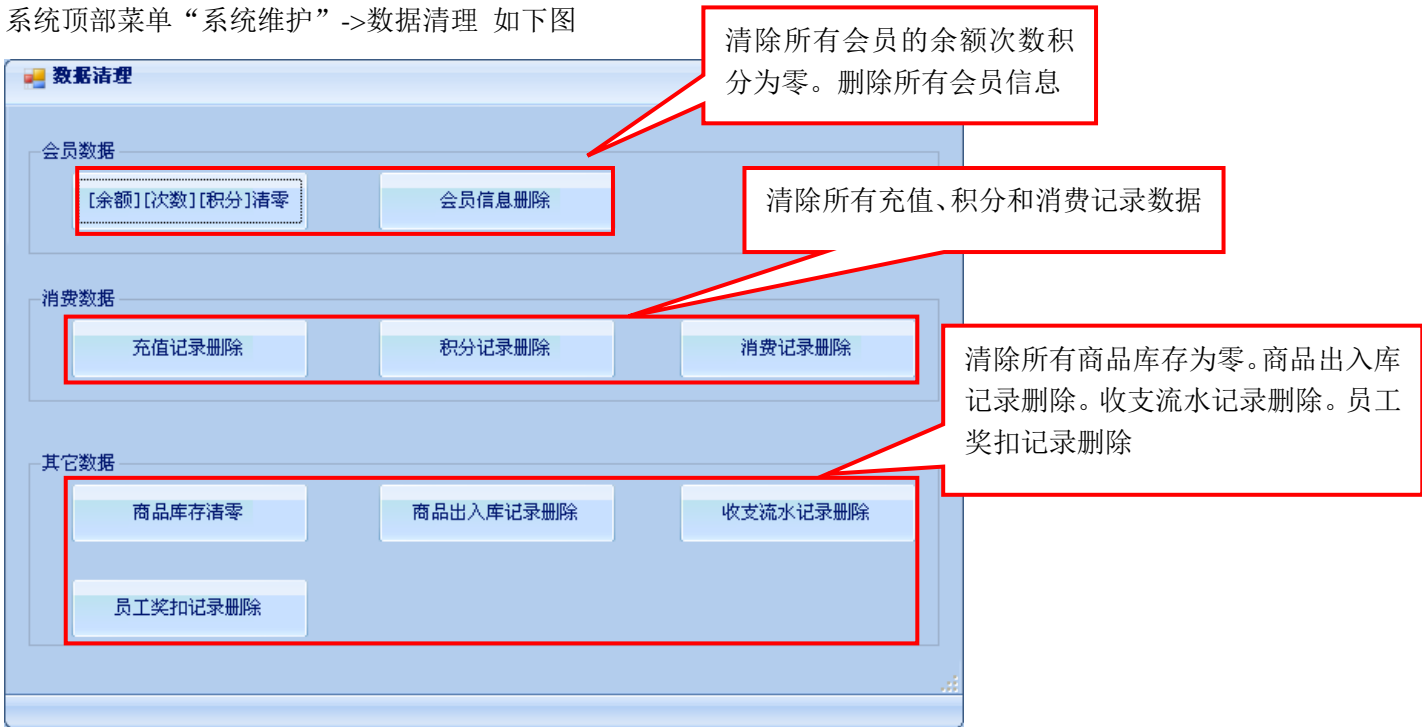 系统顶部菜单“系统维护”->数据清理 如下图
清除所有会员的余额次数积
分为零。删除所有会员信息
数据清理
会员数据
[余额][次数][积分]清零
会员信息删除
清除所有充值、积分和消费记录数据
消费数据
充值记录删除
积分记录删除
消费记录删除
清除所有商品库存为零。商品出入库
记录删除。收支流水记录删除。员工
奖扣记录删除
其它数据
商品库存清零
商品出入库记录删除
收支流水记录删除
员工奖扣记录删除